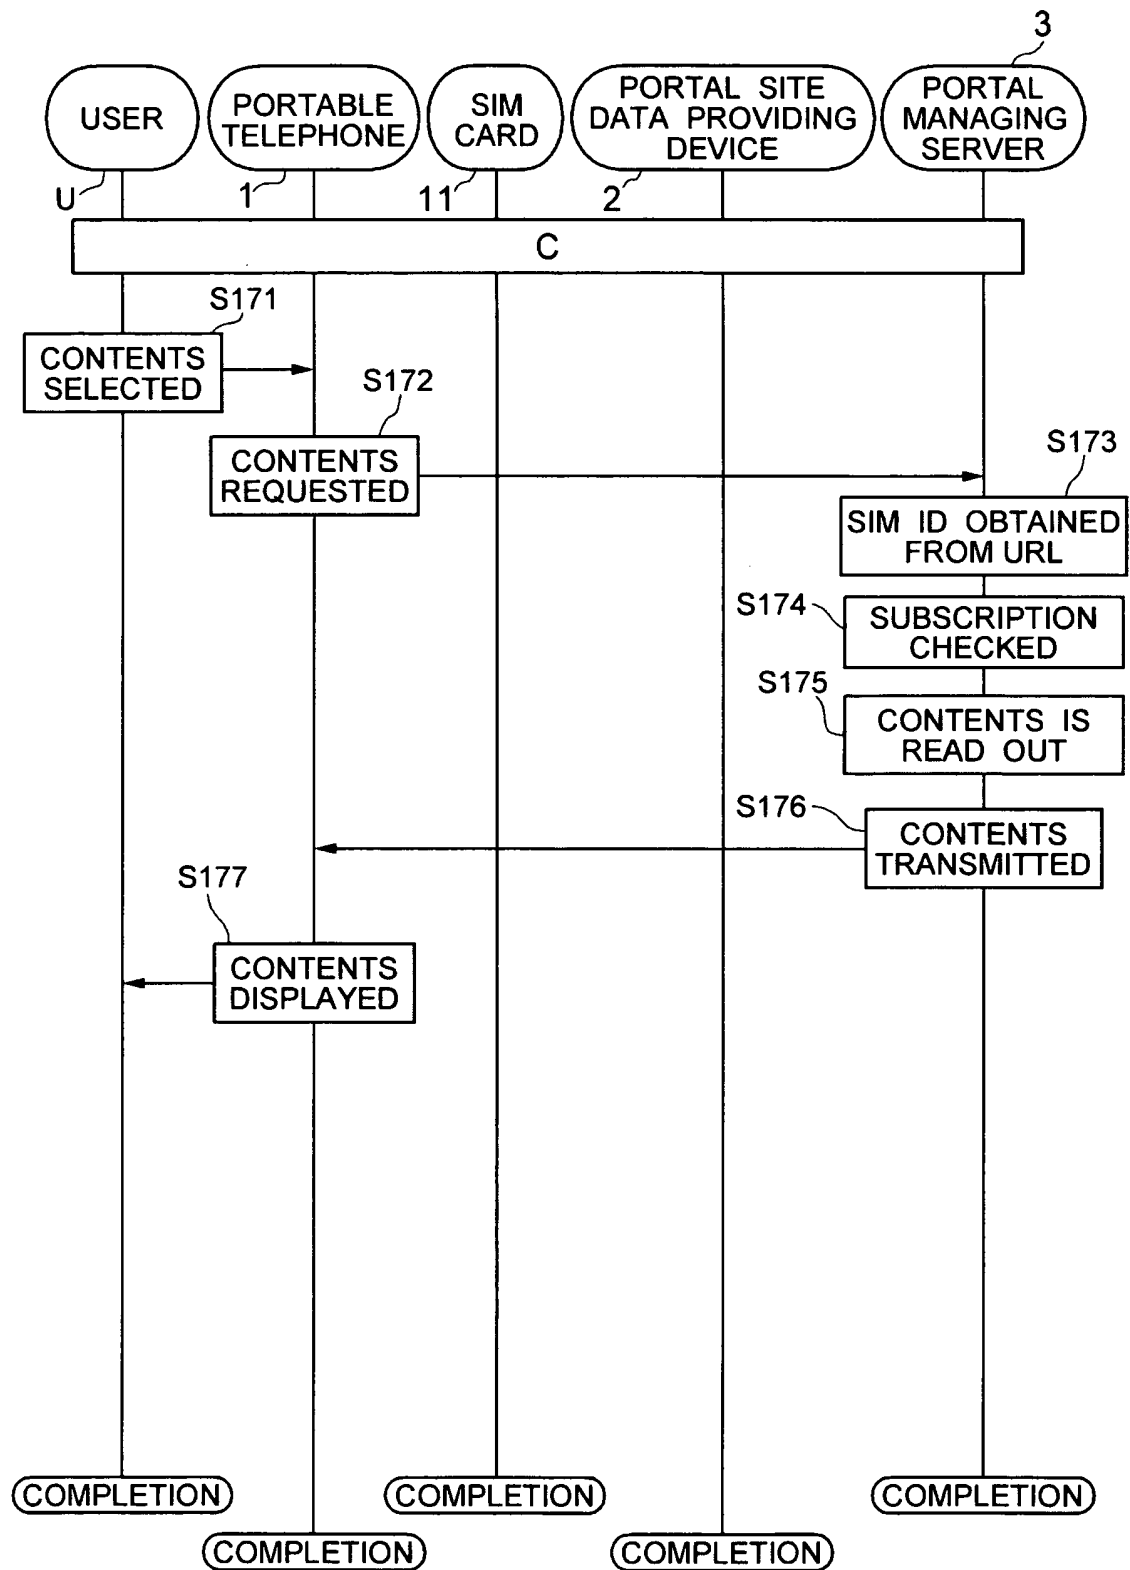 3
USER
PORTABLE
TELEPHONE
SIM
CARD
PORTAL SITE
DATA PROVIDING
DEVICE
PORTAL
MANAGING
SERVER
U
1
11
2
C
S171
CONTENTS
SELECTED
S172
CONTENTS
REQUESTED
S173
SIM ID OBTAINED
FROM URL
S174
SUBSCRIPTION
CHECKED
S175
CONTENTS IS
READ OUT
S176
CONTENTS
TRANSMITTED
S177
CONTENTS
DISPLAYED
COMPLETION
COMPLETION
COMPLETION
COMPLETION
COMPLETION